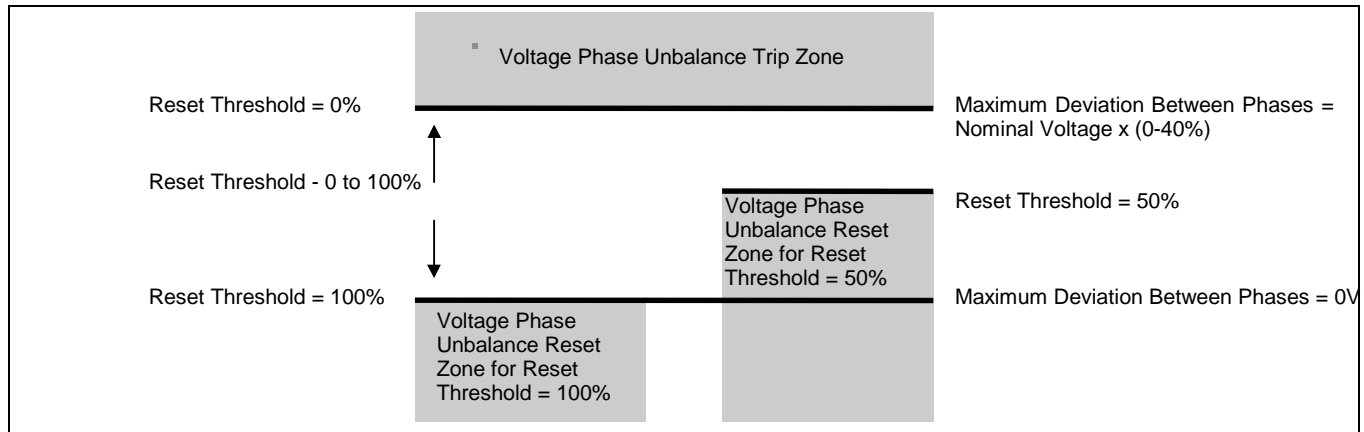 Voltage Phase Unbalance Trip Zone
Reset Threshold = 0%
Maximum Deviation Between Phases =
Nominal Voltage x (0-40%)
Reset Threshold - 0 to 100%
Reset Threshold = 50%
Voltage Phase
Unbalance Reset
Zone for Reset
Threshold = 50%
Reset Threshold = 100%
Maximum Deviation Between Phases = 0V
Voltage Phase
Unbalance Reset
Zone for Reset
Threshold = 100%